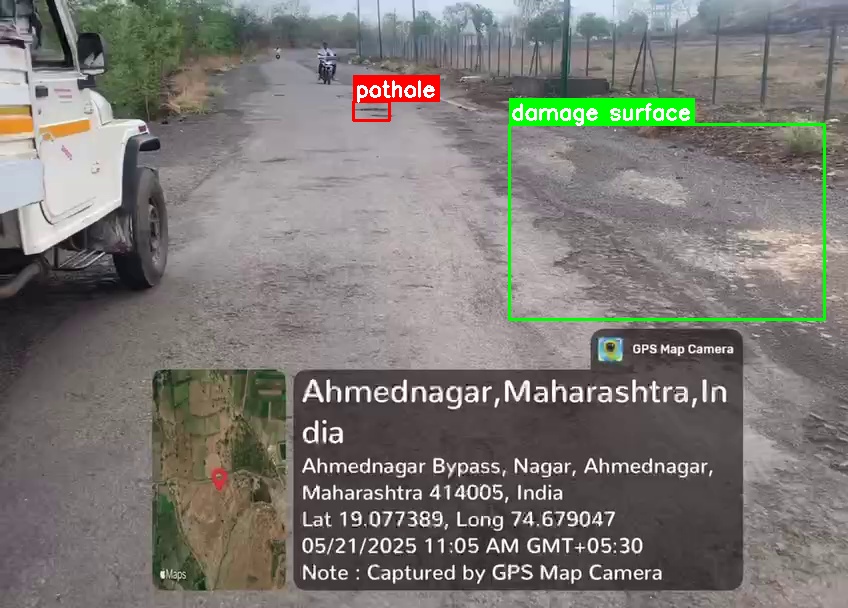 pothole
damage surface
GPS Map Camera
Ahmednagar,Maharashtra,In
dia
Ahmednagar Bypass, Nagar, Ahmednagar,
Maharashtra 414005, India
Lat 19.077389, Long 74.679047
05/21/2025 11:05 AM GMT+05:30
Note : Captured by GPS Map Camera
Maps